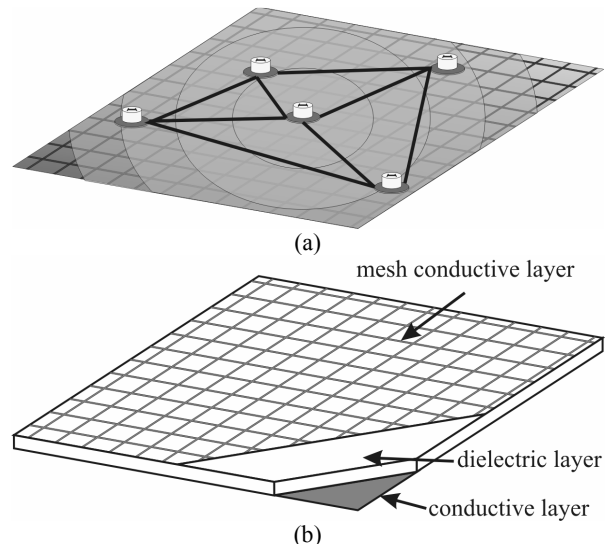 (a)
mesh conductive layer
dielectric layer
conductive layer
(b)